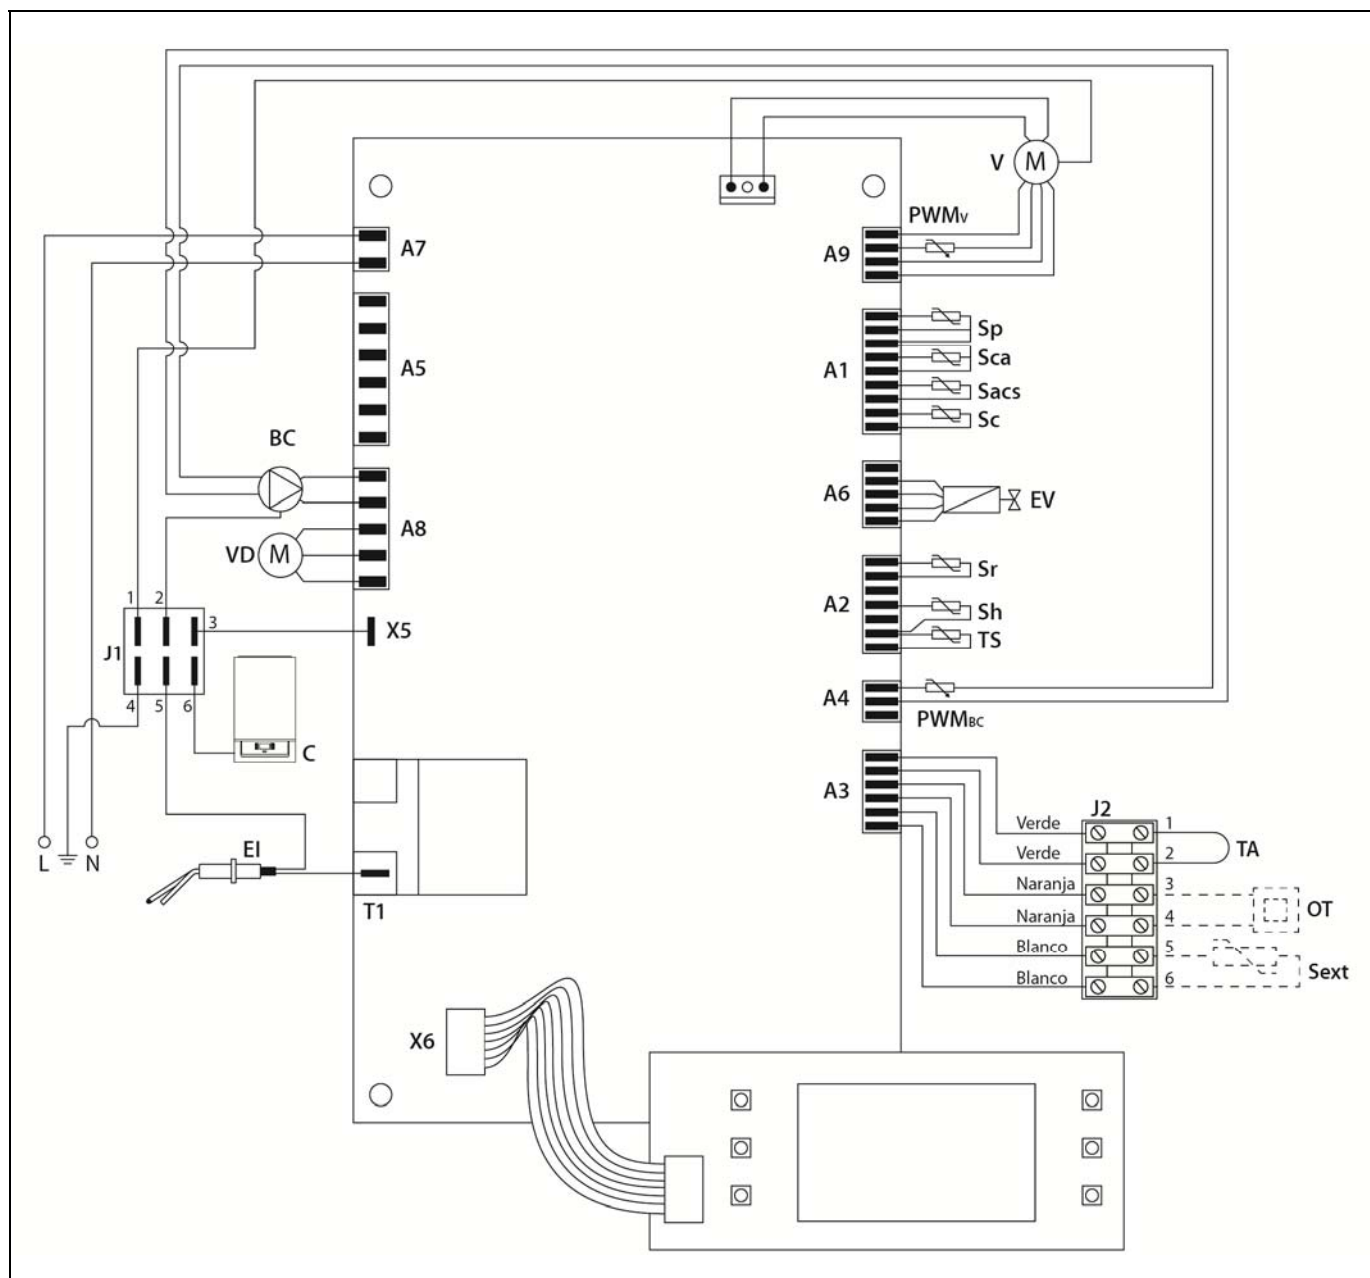 V
M
PWMV
A7
A9
Sp
Sca
A5
A1
Sacs
Sc
BC
A6
EV
A8
VD
M
Sr
A2
Sh
TS
1
2
3
X5
J1
4
5
6
A4
PWMBC
C
A3
J2
Verde
1
TA
Verde
2
L
N
EI
Naranja
3
OT
T1
Naranja
4
Blanco
5
Sext
Blanco
6
X6